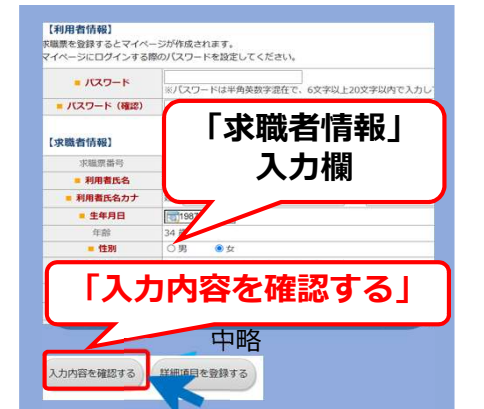 【利用者情報】
求職票を登録するとマイページが作成されます。
マイページにログインする際のパスワードを設定してください。
パスワード
※パスワードは半角英数字混在で、6文字以上20文字以内で入力し
パスワード（確認）
【求職者情報】
「求職者情報」
入力欄
求職票番号
利用者氏名
利用者氏名カナ
生年月日
1987
年齢
34
性別
男 女
「入力内容を確認する」
中略
入力内容を確認する 詳細項目を登録する